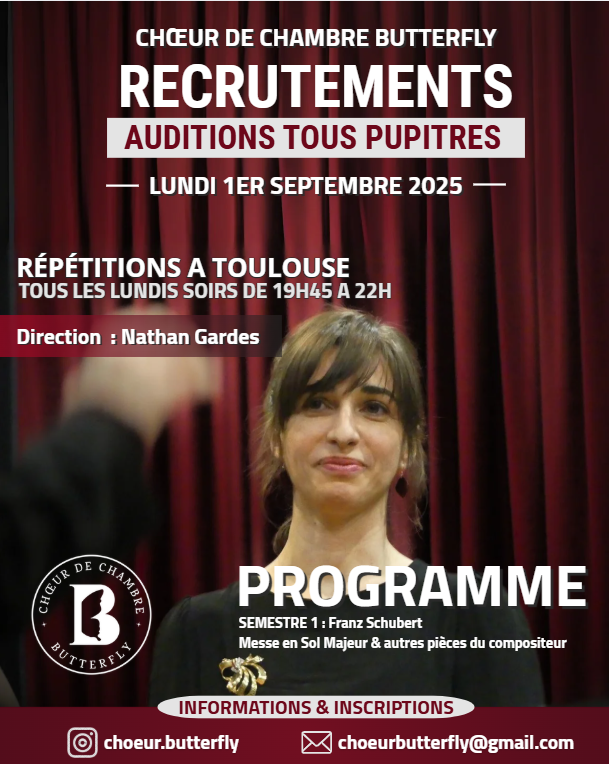 CHŒUR DE CHAMBRE BUTTERFLY
RECRUTEMENTS
AUDITIONS TOUS PUPITRES
LUNDI 1ER SEPTEMBRE 2025
RÉPÉTITIONS A TOULOUSE
TOUS LES LUNDIS SOIRS DE 19H45 A 22H
Direction : Nathan Gardes
CHŒUR DE CHAMBRE
B
BUTTERFLY
PROGRAMME
SEMESTRE 1 : Franz Schubert
Messe en Sol Majeur & autres pièces du compositeur
INFORMATIONS & INSCRIPTIONS
choeur.butterfly
choeurbutterfly@gmail.com